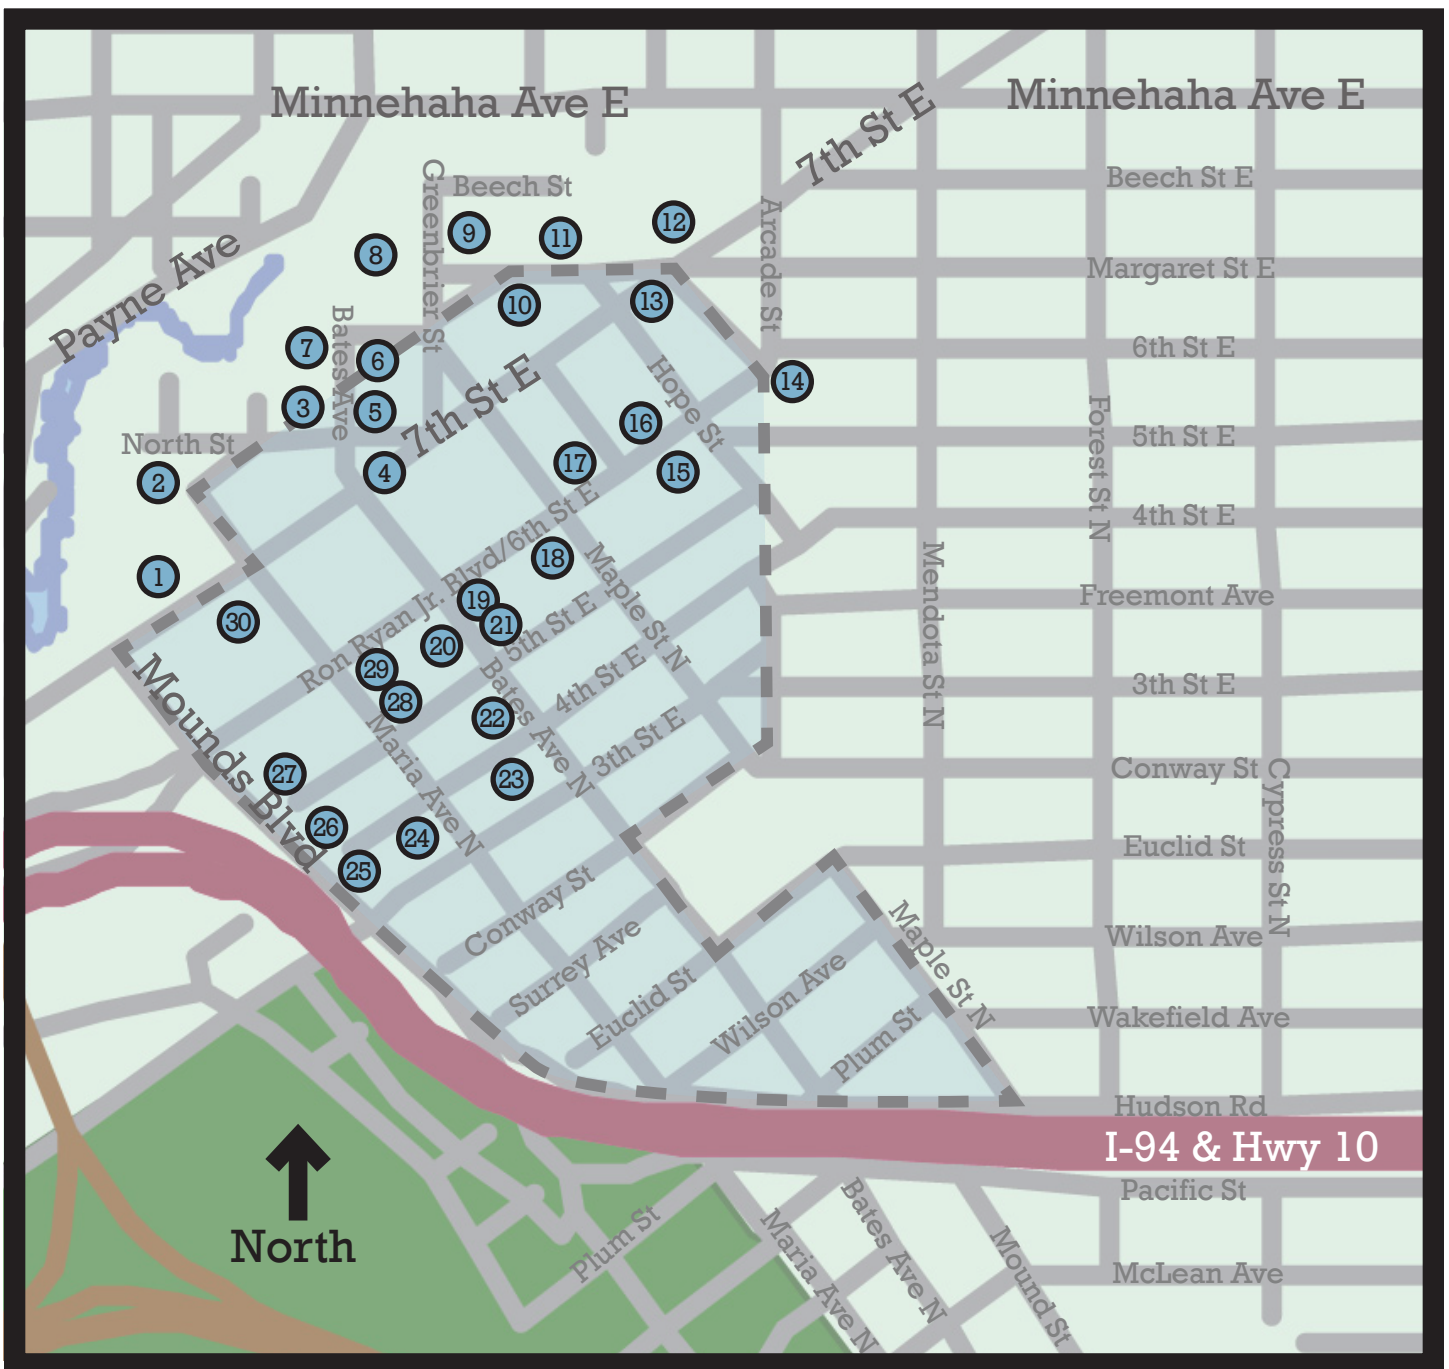 Minnehaha Ave E
Minnehaha Ave E
7th St E
Beech St
Beech St E
Greenbrier St
Arcade St
9
12
11
8
Payne Ave
Margaret St E
10
13
Bates Ave
7
6
6th St E
7th St E
Hope St
14
3
5
16
Forest St N
North St
5th St E
4
17
15
2
4th St E
Ron Ryan Jr. Blvd/6th St E
18
Maple St N
Mendota St N
1
19
Freemont Ave
30
21
5th St E
20
29
4th St E
3th St E
Mounds Blvd
28
Bates Ave N
22
Maria Ave N
3th St E
27
23
Conway St
Cypress St N
26
24
Euclid St
25
Conway St
Maple St N
Surrey Ave
Wilson Ave
Euclid St
Wilson Ave
Plum St
Wakefield Ave
Hudson Rd
I-94 & Hwy 10
North
Pacific St
Plum St
Maria Ave N
Bates Ave N
Mound St
McLean Ave